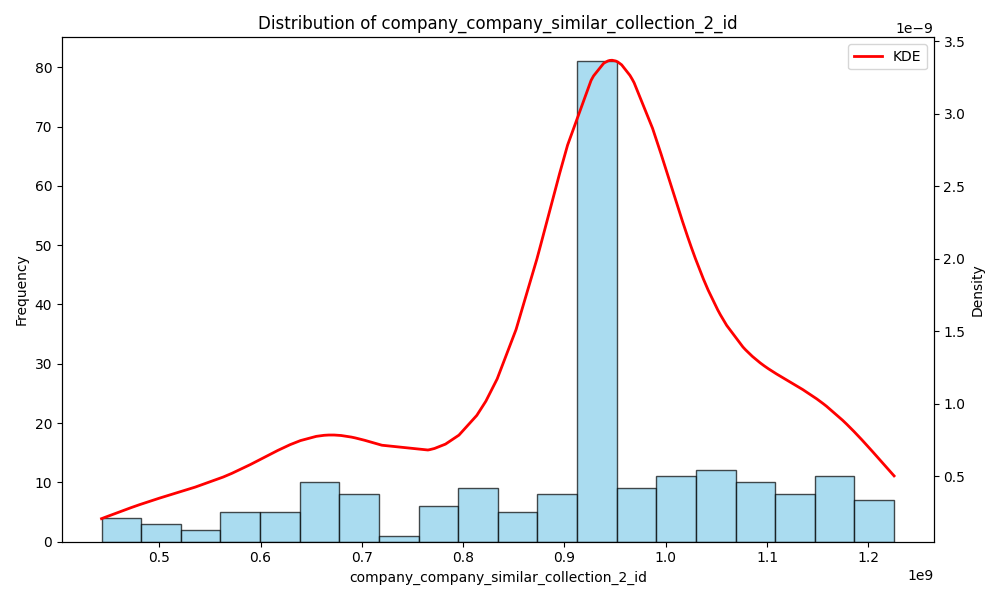 Distribution of company_company_similar_collection_2_id
1e−9
KDE
Frequency
80
70
60
50
40
30
20
10
0
3.5
3.0
2.5
2.0
1.5
1.0
0.5
Density
0.5 0.6 0.7 0.8 0.9 1.0 1.1 1.2
1e9
company_company_similar_collection_2_id